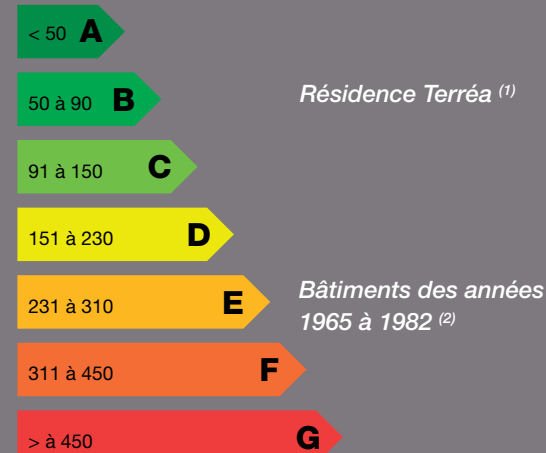 < 50 A
50 à 90 B
Résidence Terréa (1)
91 à 150 C
151 à 230 D
231 à 310 E
Bâtiments des années
1965 à 1982 (2)
311 à 450 F
> à 450 G